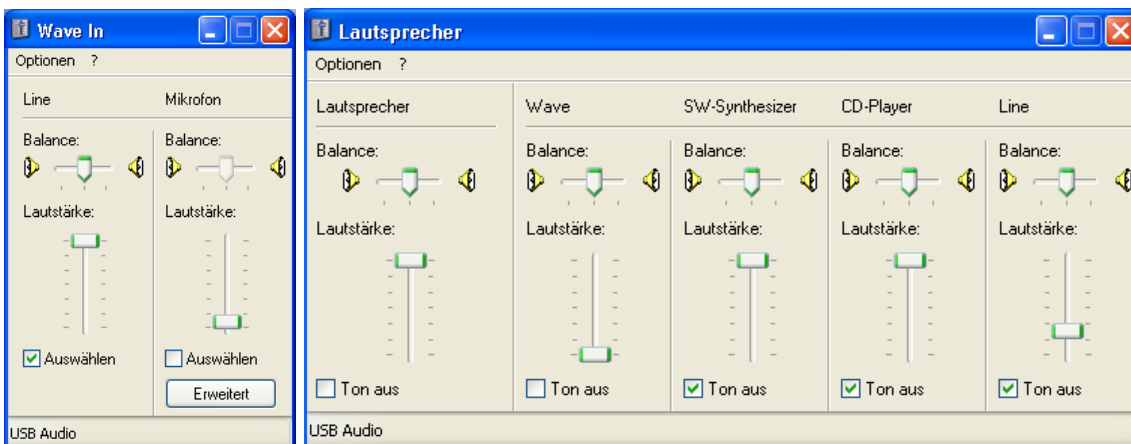 Wave In
Optionen ?
Line Mikrofon
Balance: Balance:
Lautstärke: Lautstärke:
Auswählen Auswählen
Erweitert
USB Audio
Lautsprecher
Optionen ?
Lautsprecher Wave SW-Synthesizer CD-Player Line
Balance: Balance: Balance: Balance: Balance:
Lautstärke: Lautstärke: Lautstärke: Lautstärke: Lautstärke:
Ton aus Ton aus Ton aus Ton aus Ton aus
USB Audio